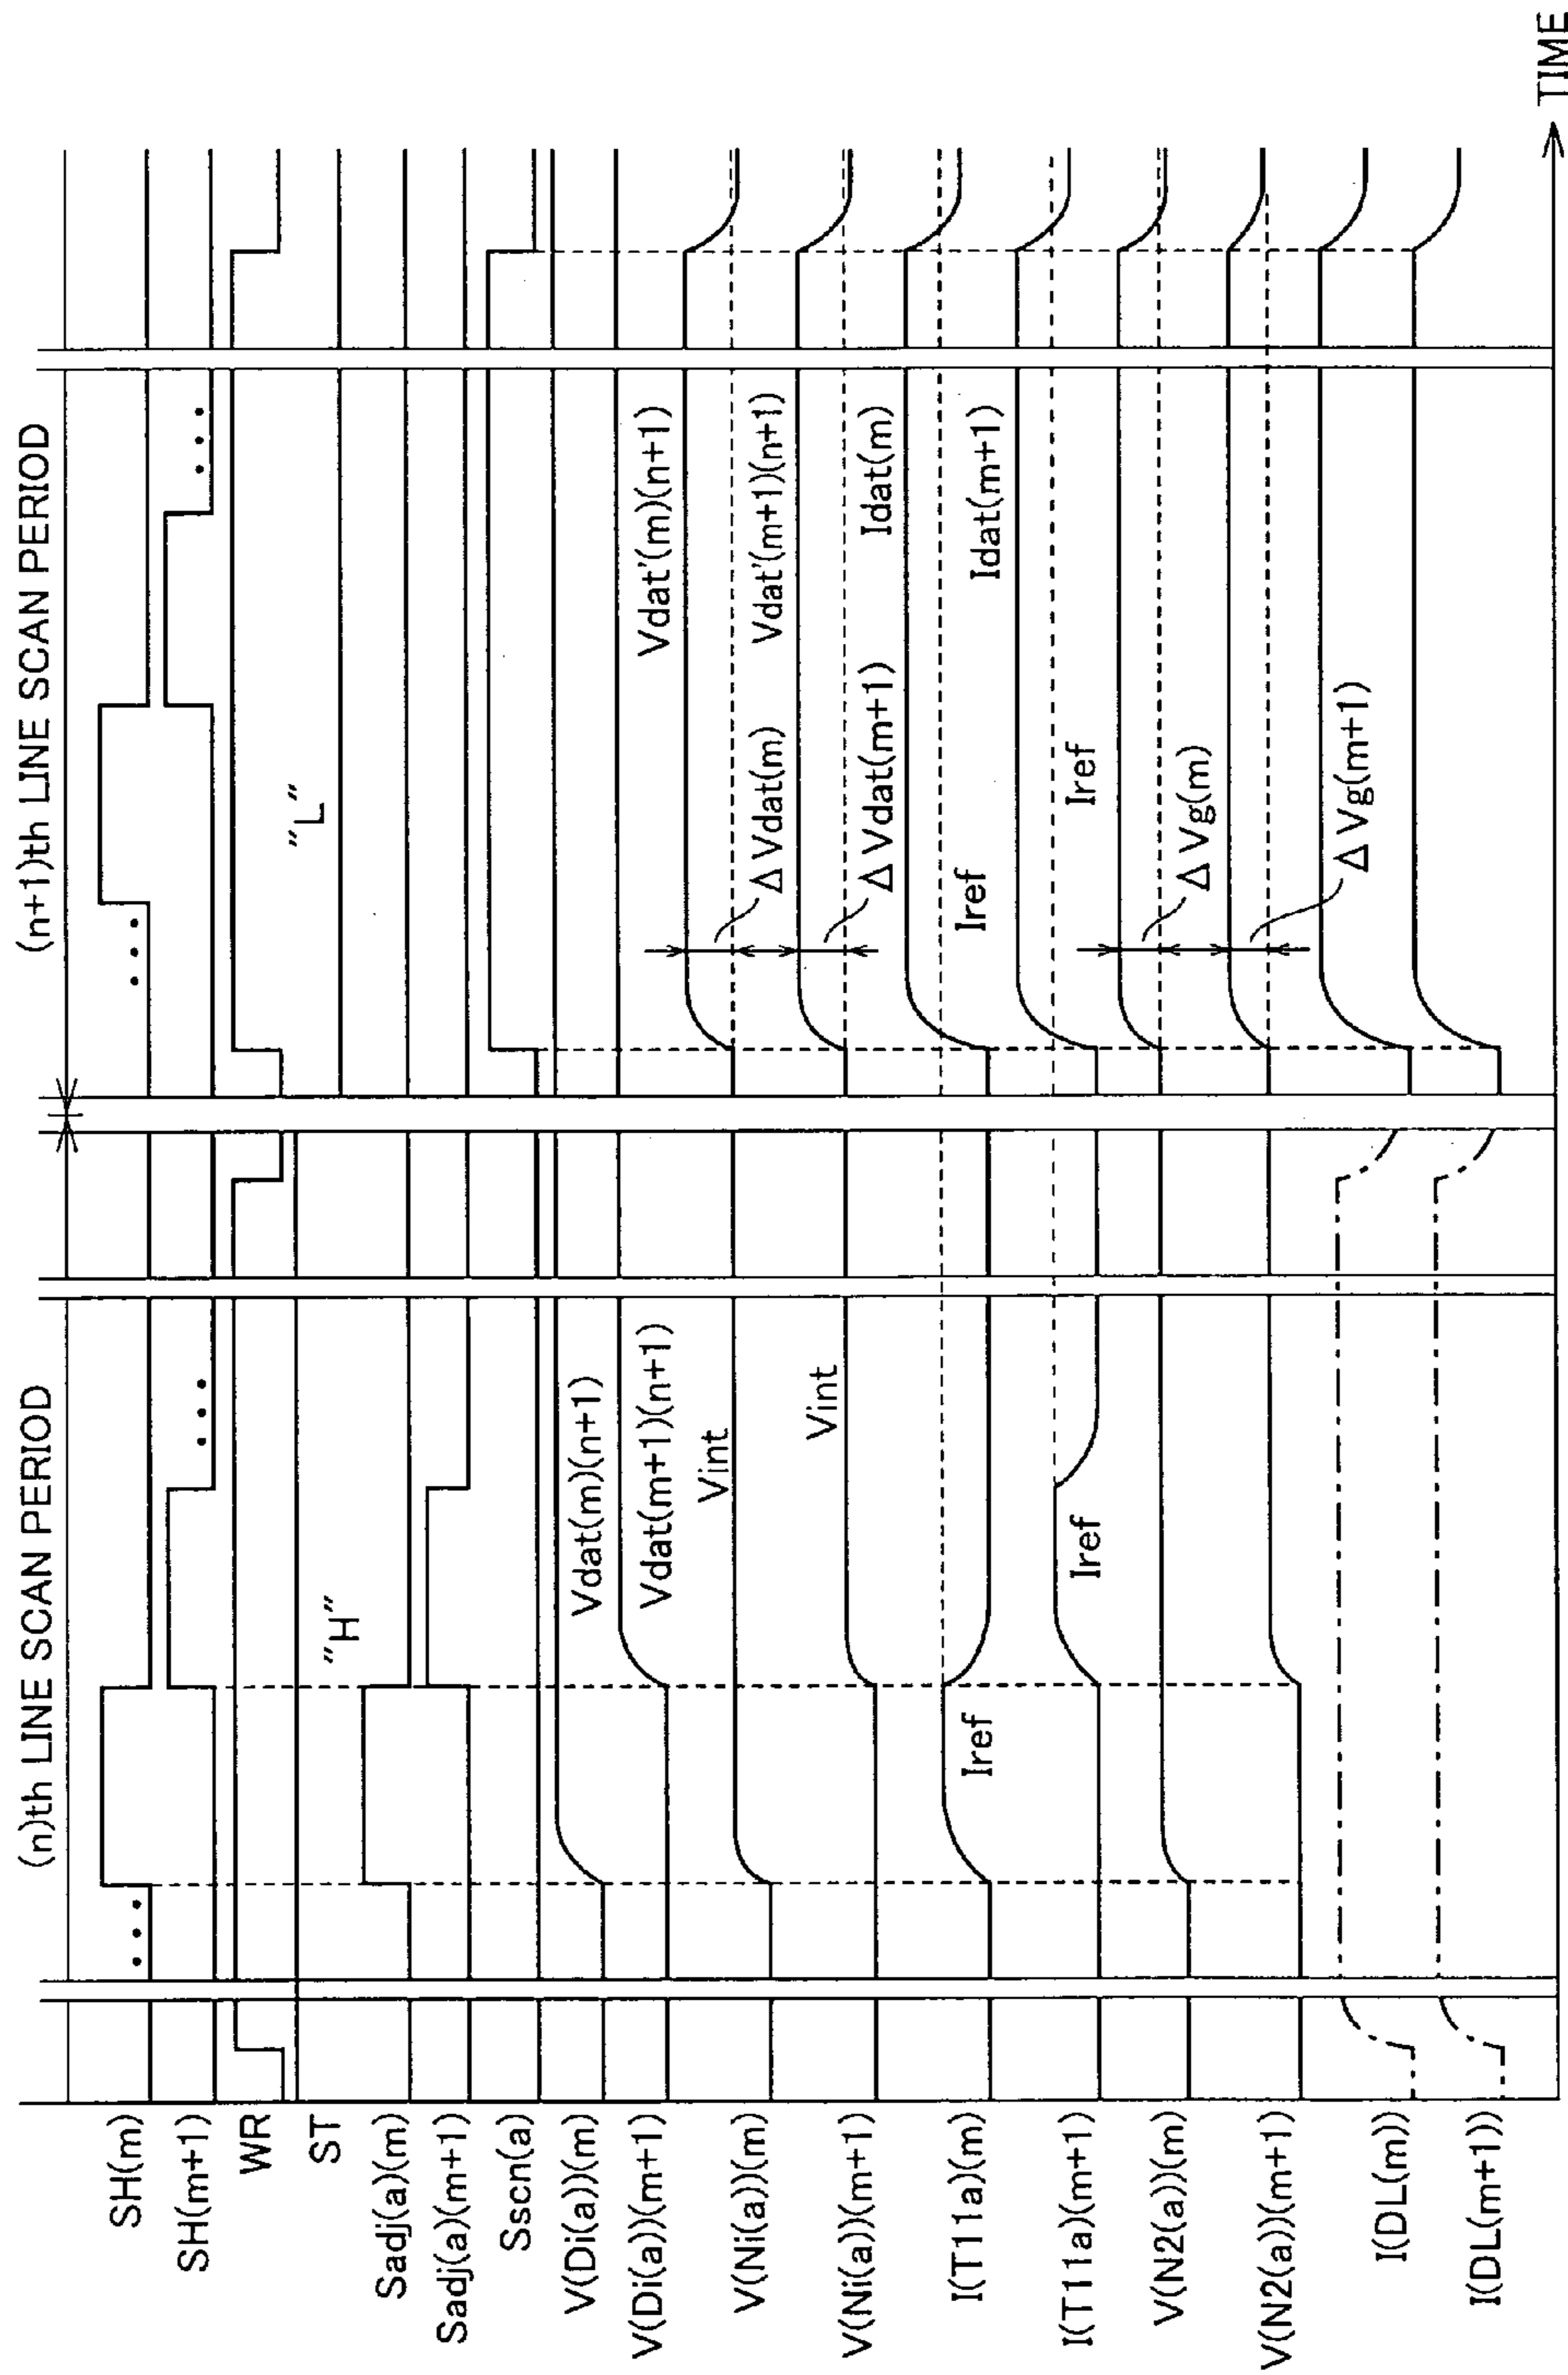 (n)th LINE SCAN PERIOD
(n+1)th LINE SCAN PERIOD
SH(m)
SH(m+1)
WR
ST
"H"
"L"
Sadj(a)(m)
Sadj(a)(m+1)
Sscn(a)
V(Di(a))(m)
Vdat(m)(n+1)
V(Di(a))(m+1)
Vdat(m+1)(n+1)
Vdat'(m)(n+1)
V(Ni(a))(m)
Vint
ΔVdat(m)
Vdat'(m+1)(n+1)
V(Ni(a))(m+1)
Vint
ΔVdat(m+1)
Idat(m)
I(T11a)(m)
Iref
Iref
Idat(m+1)
I(T11a)(m+1)
Iref
Iref
V(N2(a))(m)
ΔVg(m)
V(N2(a))(m+1)
ΔVg(m+1)
I(DL(m))
I(DL(m+1))
TIME